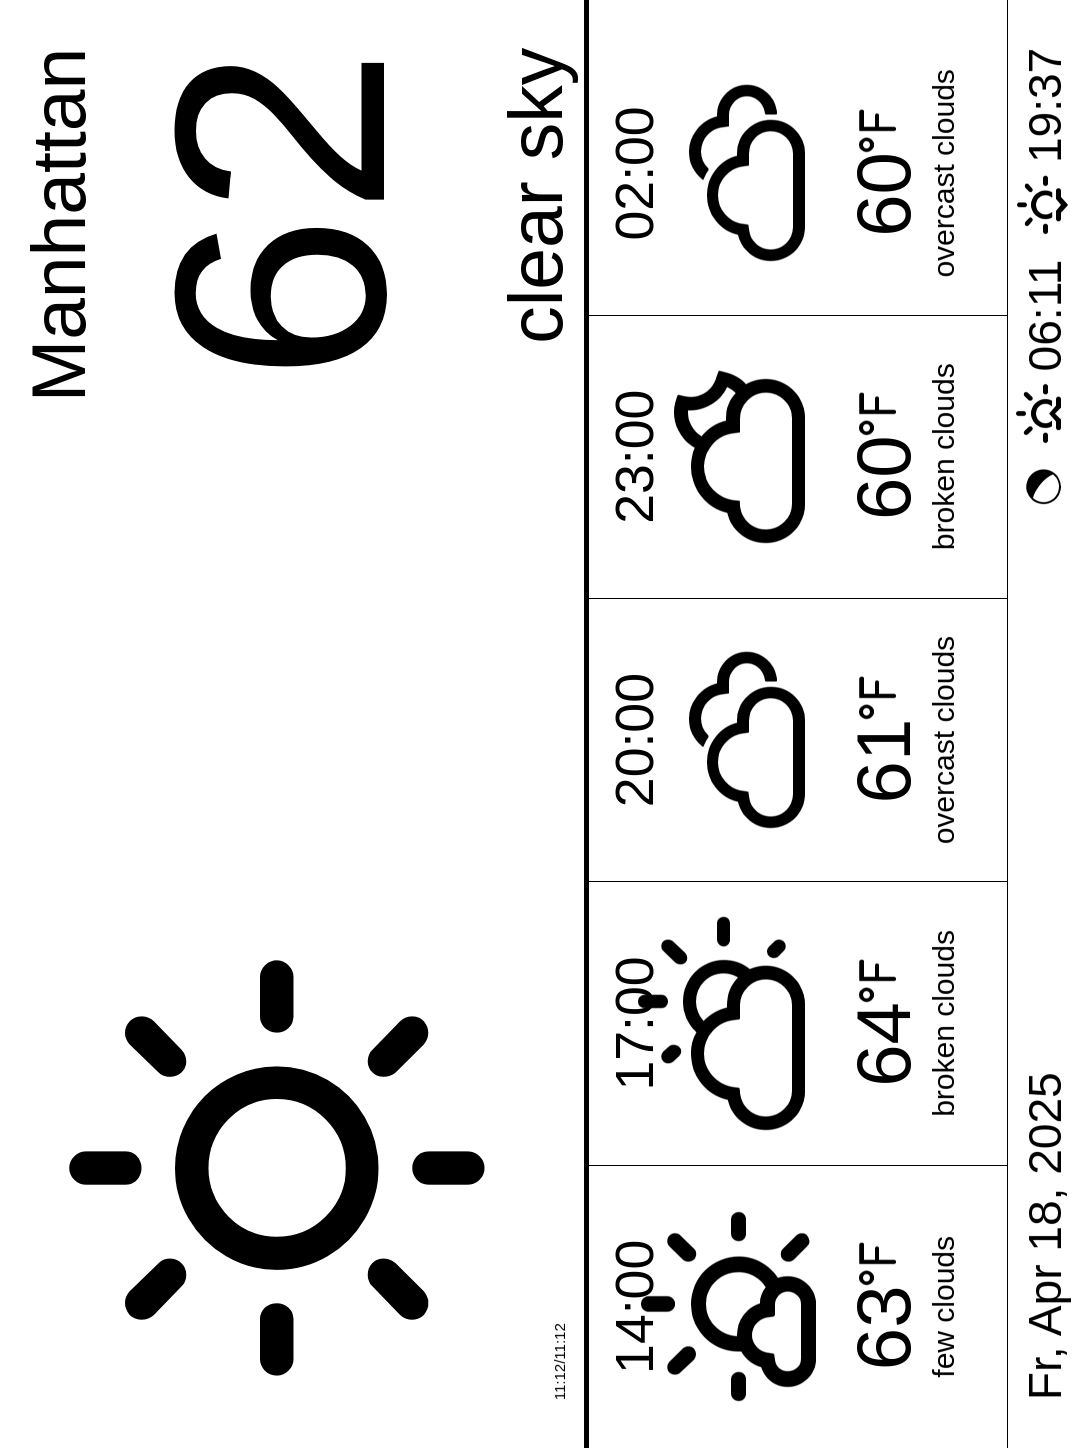 Manhattan
62
clear sky
11:12/11:12
14:00
63°F
few clouds
17:00
64°F
broken clouds
20:00
61°F
overcast clouds
23:00
60°F
broken clouds
02:00
60°F
overcast clouds
Fr, Apr 18, 2025
06:11
19:37